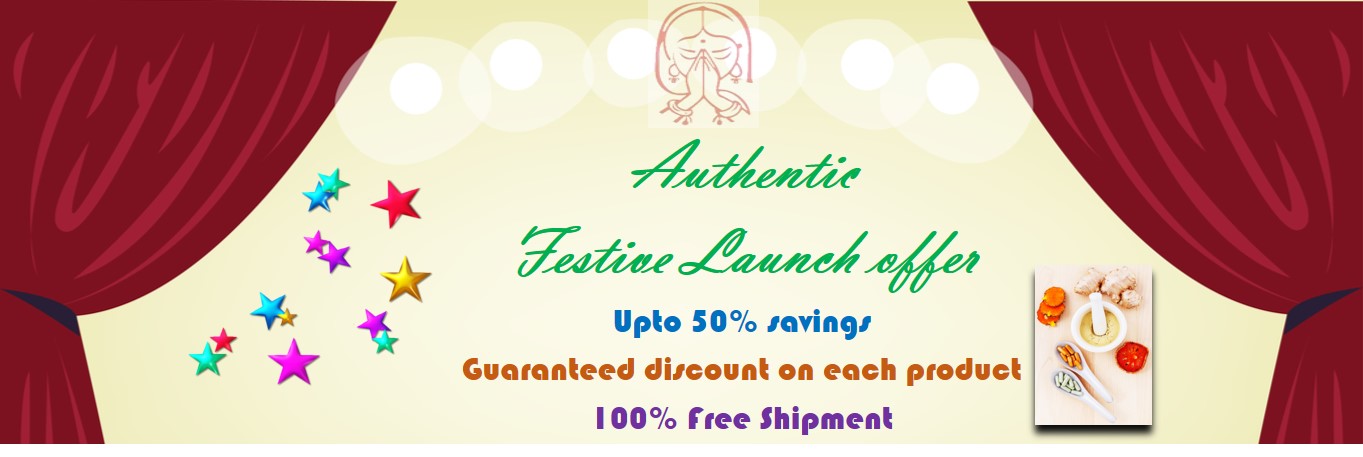 Authentic
Festive Launch offer
Upto 50% savings
Guaranteed discount on each product
100% Free Shipment